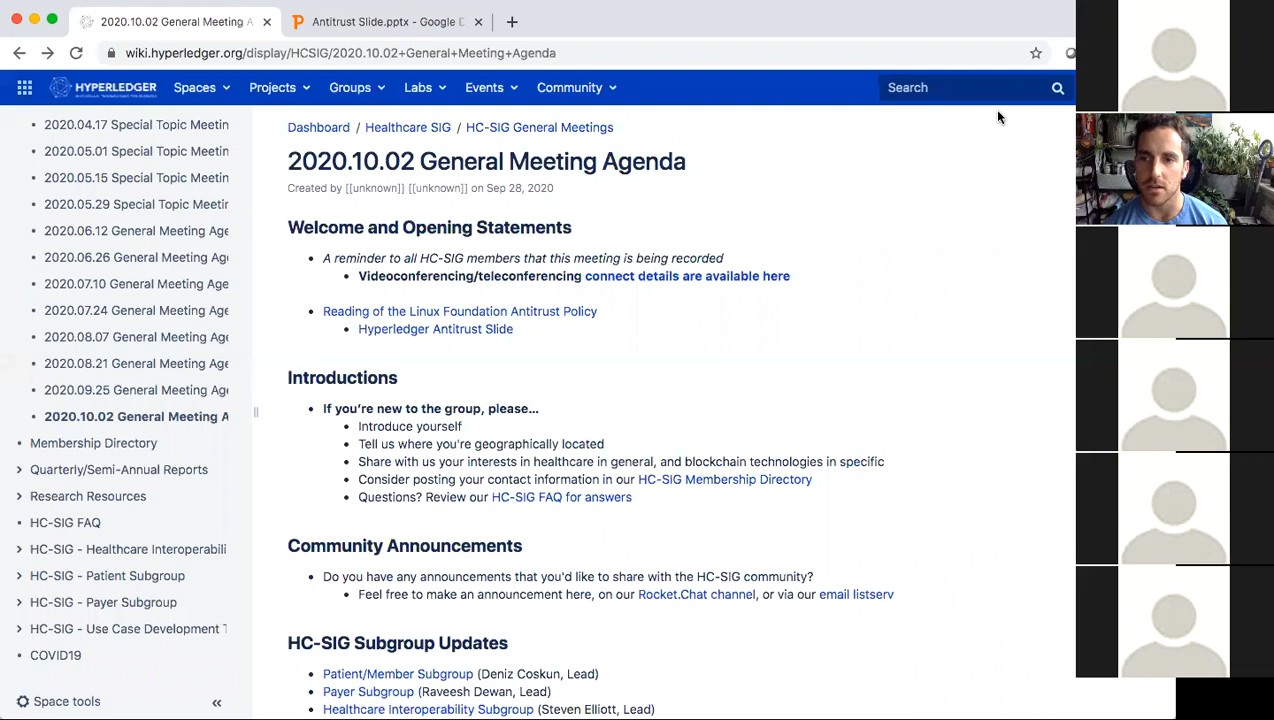 2020.10.02 General Meeting A
Antitrust Slide.pptx - Google D
wiki.hyperledger.org/display/HCSIG/2020.10.02+General+Meeting+Agenda
HYPERLEDGER
Spaces
Projects
Groups
Labs
Events
Community
Search
2020.04.17 Special Topic Meetin
2020.05.01 Special Topic Meetin
2020.05.15 Special Topic Meetin
2020.05.29 Special Topic Meetin
2020.06.12 General Meeting Age
2020.06.26 General Meeting Age
2020.07.10 General Meeting Age
2020.07.24 General Meeting Age
2020.08.07 General Meeting Age
2020.08.21 General Meeting Age
2020.09.25 General Meeting Age
2020.10.02 General Meeting A
Membership Directory
Quarterly/Semi-Annual Reports
Research Resources
HC-SIG FAQ
HC-SIG - Healthcare Interoperabili
HC-SIG - Patient Subgroup
HC-SIG - Payer Subgroup
HC-SIG - Use Case Development T
COVID19
Space tools
Dashboard / Healthcare SIG / HC-SIG General Meetings
2020.10.02 General Meeting Agenda
Created by [[unknown]] [[unknown]] on Sep 28, 2020
Welcome and Opening Statements
A reminder to all HC-SIG members that this meeting is being recorded
Videoconferencing/teleconferencing connect details are available here
Reading of the Linux Foundation Antitrust Policy
Hyperledger Antitrust Slide
Introductions
If you're new to the group, please...
Introduce yourself
Tell us where you're geographically located
Share with us your interests in healthcare in general, and blockchain technologies in specific
Consider posting your contact information in our HC-SIG Membership Directory
Questions? Review our HC-SIG FAQ for answers
Community Announcements
Do you have any announcements that you'd like to share with the HC-SIG community?
Feel free to make an announcement here, on our Rocket.Chat channel, or via our email listserv
HC-SIG Subgroup Updates
Patient/Member Subgroup (Deniz Coskun, Lead)
Payer Subgroup (Raveesh Dewan, Lead)
Healthcare Interoperability Subgroup (Steven Elliott, Lead)